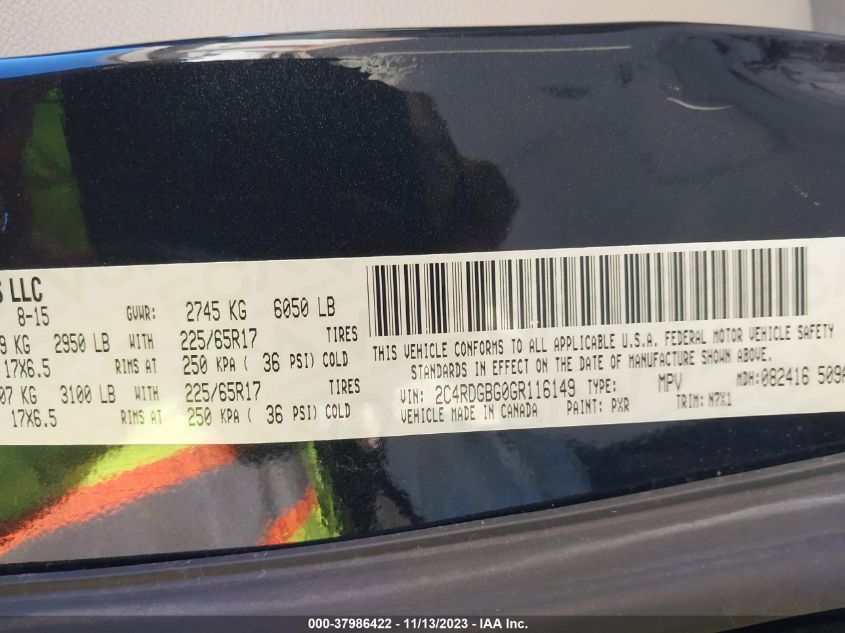 S LLC
8-15 GVWR: 2745 KG 6050 LB
9 KG 2950 LB WITH 225/65R17 TIRES
17X6.5 RIMS AT 250 KPA ( 36 PSI) COLD
07 KG 3100 LB WITH 225/65R17 TIRES
17X6.5 RIMS AT 250 KPA ( 36 PSI) COLD
THIS VEHICLE CONFORMS TO ALL APPLICABLE U.S.A. FEDERAL MOTOR VEHICLE SAFETY
STANDARDS IN EFFECT ON THE DATE OF MANUFACTURE SHOWN ABOVE.
VIN: 2C4RDGBG0GR116149 TYPE: MPV MDH:082416 509A
VEHICLE MADE IN CANADA PAINT: PXR TRIM: N7X1
000-37986422 - 11/13/2023 - IAA Inc.